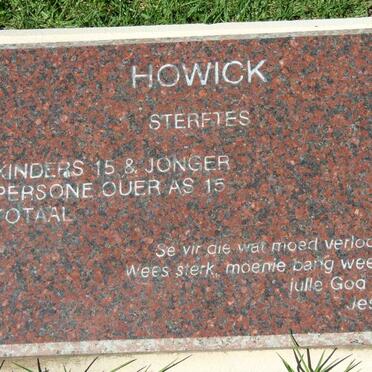 HOWICK
STERFTES
KINDERS 15 & JONGER
PERSONE OUER AS 15
TOTAAL
Se vir die wat moed verloo
Wees sterk, moenie bang wee
julle God
Jes